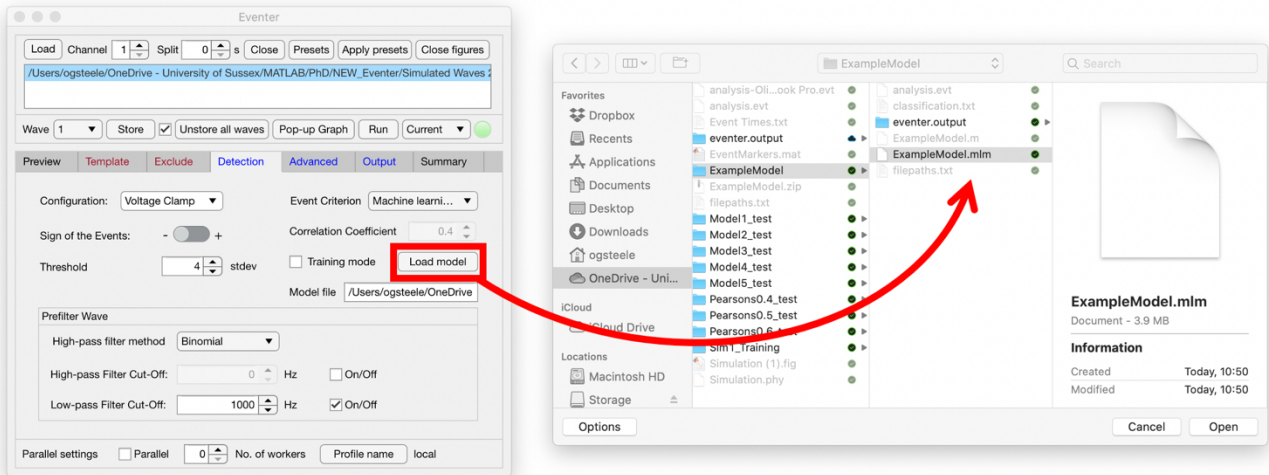 Eventer
Load Channel 1 Split 0 s Close Presets Apply presets Close figures
/Users/ogsteele/OneDrive - University of Sussex/MATLAB/PhD/NEW_Eventer/Simulated Waves 2
Wave 1 Store Unstore all waves Pop-up Graph Run Current
Preview Template Exclude Detection Advanced Output Summary
Configuration: Voltage Clamp Event Criterion Machine learni...
Sign of the Events: - + Correlation Coefficient 0.4
Threshold 4 stdev Training mode Load model
Model file /Users/ogsteele/OneDrive
Prefilter Wave
High-pass filter method Binomial
High-pass Filter Cut-Off: 0 Hz On/Off
Low-pass Filter Cut-Off: 1000 Hz On/Off
Parallel settings Parallel 0 No. of workers Profile name local
ExampleModel
Search
Favorites
Dropbox
Recents
Applications
Documents
Desktop
Downloads
ogsteele
OneDrive - Uni...
iCloud
iCloud Drive
Locations
Macintosh HD
Storage
analysis-Oli...ook Pro.evt
analysis.evt
Event Times.txt
eventer.output
EventMarkers.mat
ExampleModel
ExampleModel.zip
filepaths.txt
Model1_test
Model2_test
Model3_test
Model4_test
Model5_test
Pearsons0.4_test
Pearsons0.5_test
Pearsons0.6_test
Sim1_Training
Simulation (1).fig
Simulation.phy
analysis.evt
classification.txt
eventer.output
ExampleModel.m
ExampleModel.mlm
filepaths.txt
ExampleModel.mlm
Document - 3.9 MB
Information
Created Today, 10:50
Modified Today, 10:50
Options Cancel Open